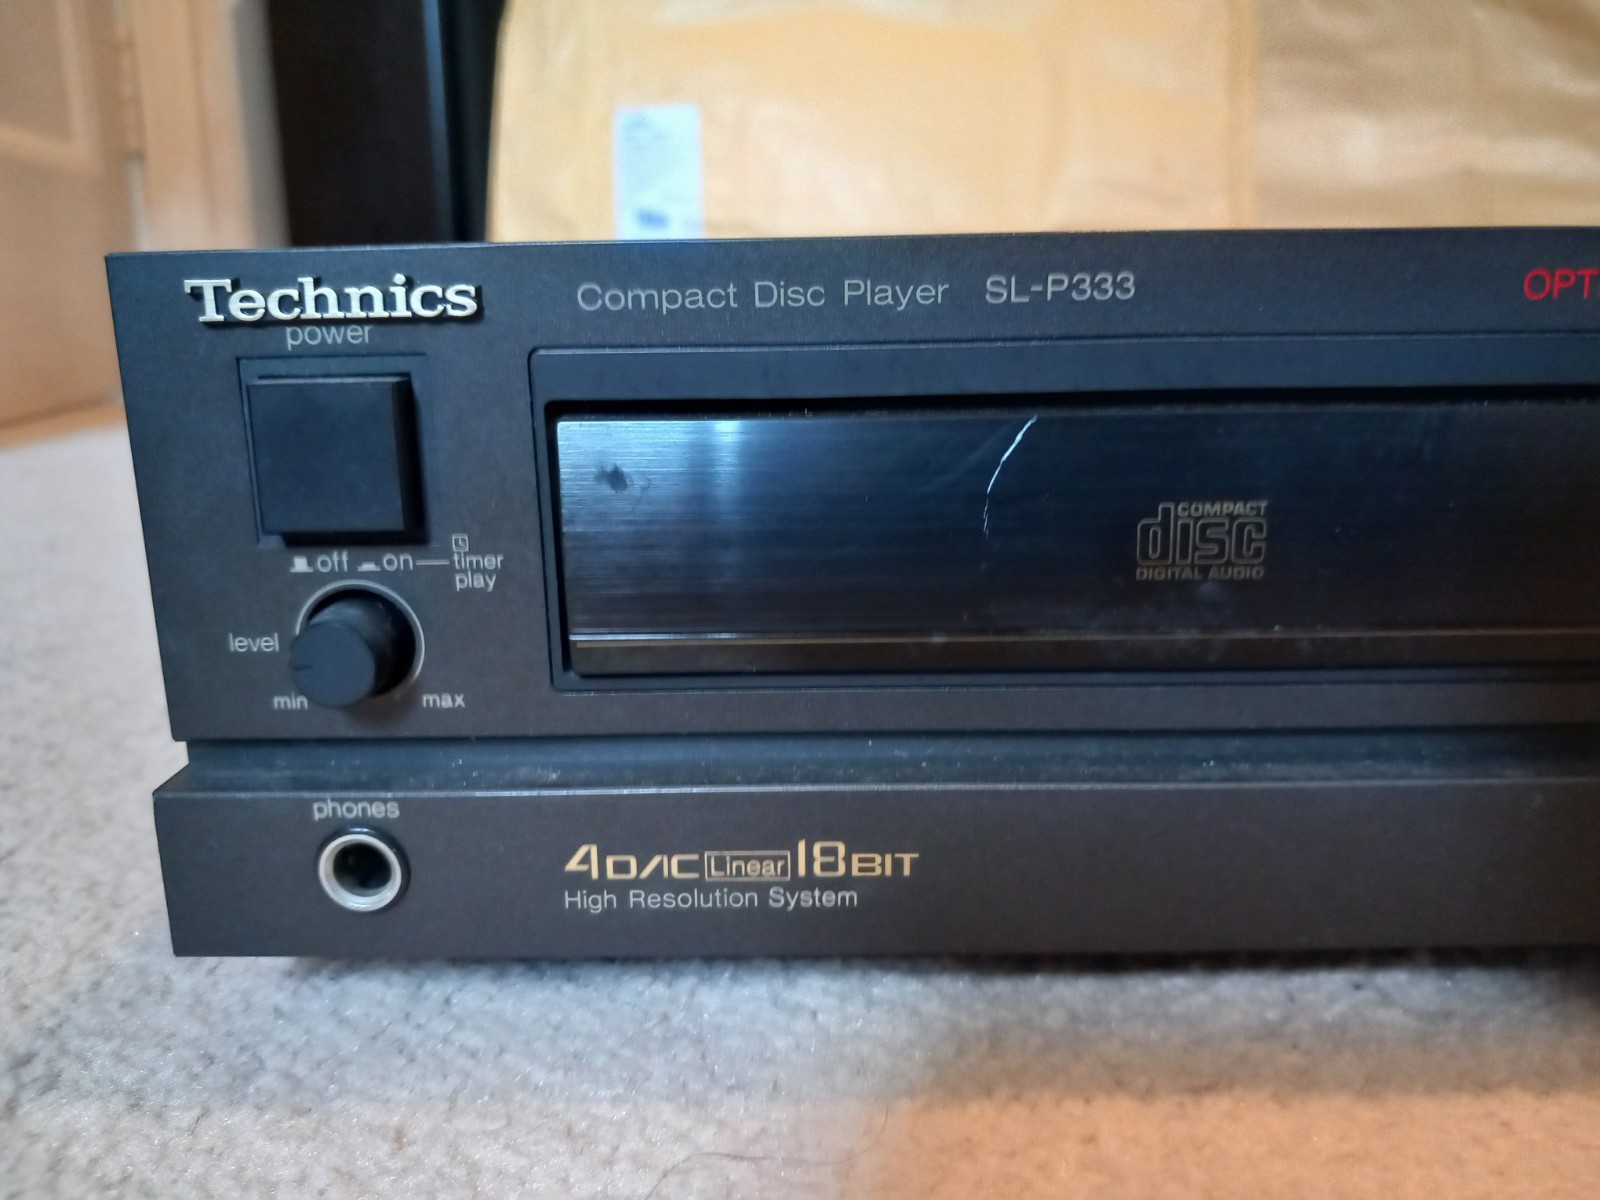 Technics
Compact Disc Player SL-P333
OPT
power
off on timer
play
level
min max
COMPACT
disc
DIGITAL AUDIO
phones
4D/AC Linear 18BIT
High Resolution System